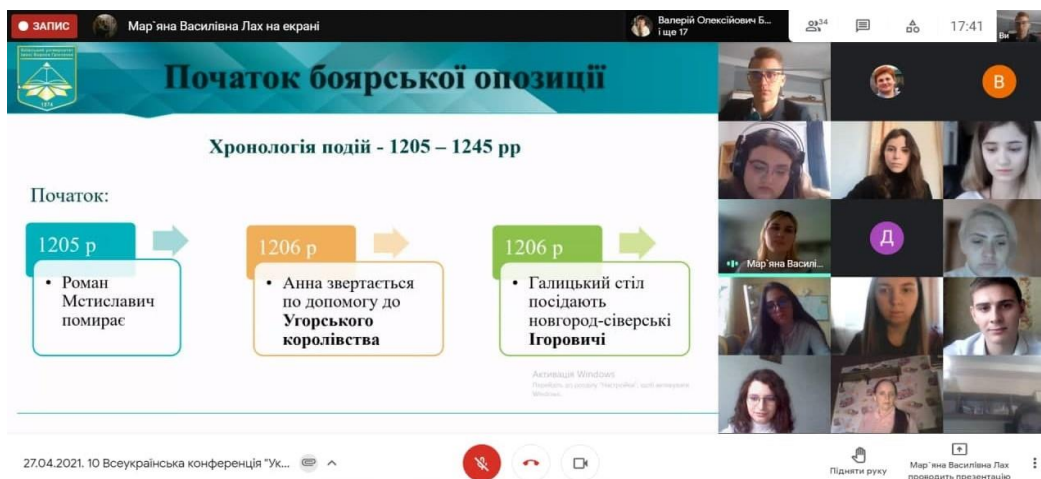 ЗАПИС
Мар`яна Василівна Лах на екрані
Валерій Олексійович Б...
і ще 17
34
17:41
Ви
Початок боярської опозиції
1874
Хронологія подій - 1205 – 1245 рр
Початок:
1205 р
• Роман
Мстиславич
помирає
1206 р
• Анна звертається
по допомогу до
Угорського
королівства
1206 р
• Галицький стіл
посідають
новгород-сіверські
Ігоровичі
Активація Windows
В
Мар`яна Василі...
Д
27.04.2021. 10 Всеукраїнська конференція "Ук...
Підняти руку
Мар`яна Василівна Лах
проводить презентацію